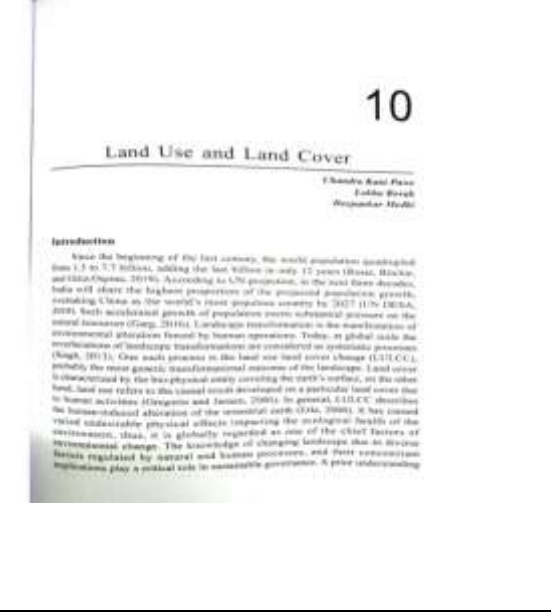 10
Land Use and Land Cover
Introduction
Since the beginning of the last century, the world population quadrupled
from 1.5 to 7.7 billion, adding the last billion in only 12 years
2019). According to UN projection, in the next three decades,
India will share the highest proportions of the projected population growth,
overtaking China as the world's most populous country by 2027 (UN DESA,
Such accelerated growth of population exerts substantial pressure on the
natural resources (Garg, Landscape transformation is the manifestation of
environmental alteration forced by human operations. Today, at global scale the
of landscape transformations are considered as systematic processes
(Singh, One such process is the land use land cover change (LULCC),
probably the most generic transformational outcome of the landscape. Land cover
is characterized by the bio-physical entity covering the earth's surface, on the other
hand, land use refers to the causal needs developed on a particular land cover due
to human activities (Gregorio and Jansen, In general, LULCC describes
the human-induced alteration of the terrestrial earth It has caused
varied undesirable physical effects impacting the ecological health of the
environment, thus, it is globally regarded as one of the chief factors of
environmental change. The knowledge of changing landscape due to diverse
factors regulated by natural and human processes, and their concomitant
implications play a critical role in sustainable governance. A prior understanding